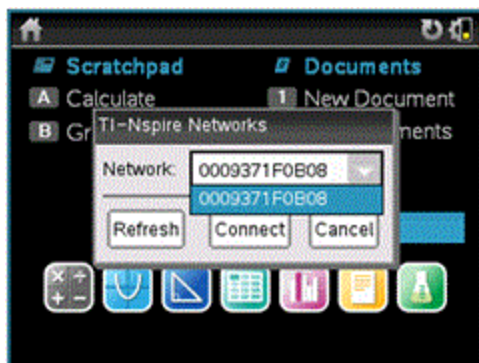 Scratchpad
Documents
A Calculate
1 New Document
B Gr
ments
TI-Nspire Networks
Network: 0009371F0B08
0009371F0B08
Refresh Connect Cancel